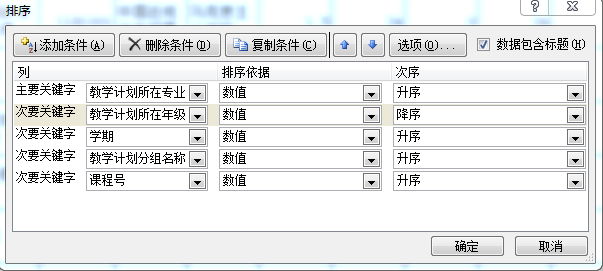 排序
添加条件(A) 删除条件(D) 复制条件(C) 选项(O)... 数据包含标题(H)
列 排序依据 次序
主要关键字 教学计划所在专业 数值 升序
次要关键字 教学计划所在年级 数值 降序
次要关键字 学期 数值 升序
次要关键字 教学计划分组名称 数值 升序
次要关键字 课程号 数值 升序
确定 取消